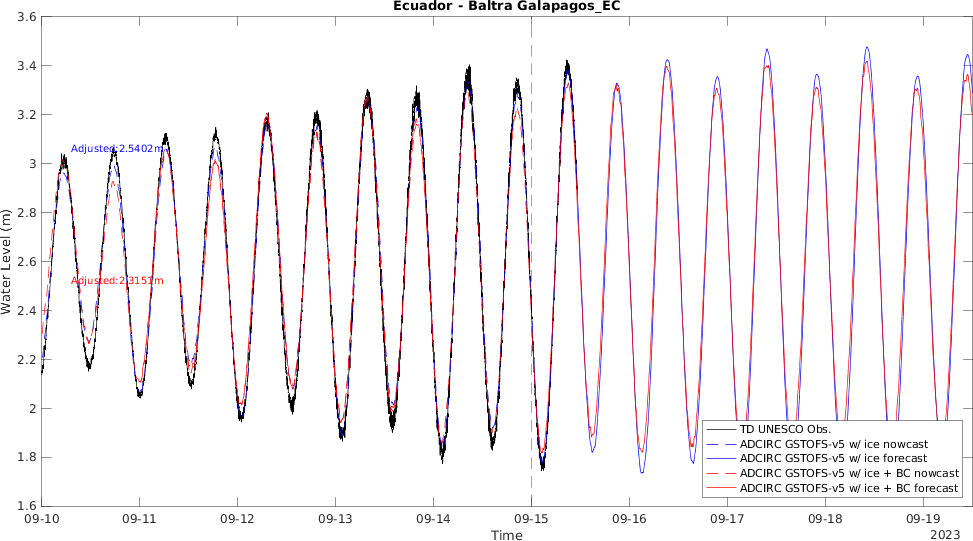 Ecuador - Baltra Galapagos_EC
3.6
3.4
3.2
3
2.8
2.6
2.4
2.2
2
1.8
1.6
Water Level (m)
Adjusted:2.5402m
Adjusted:2.3151m
TD UNESCO Obs.
ADCIRC GSTOFS-v5 w/ ice nowcast
ADCIRC GSTOFS-v5 w/ ice forecast
ADCIRC GSTOFS-v5 w/ ice + BC nowcast
ADCIRC GSTOFS-v5 w/ ice + BC forecast
09-10 09-11 09-12 09-13 09-14 09-15 09-16 09-17 09-18 09-19
Time
2023